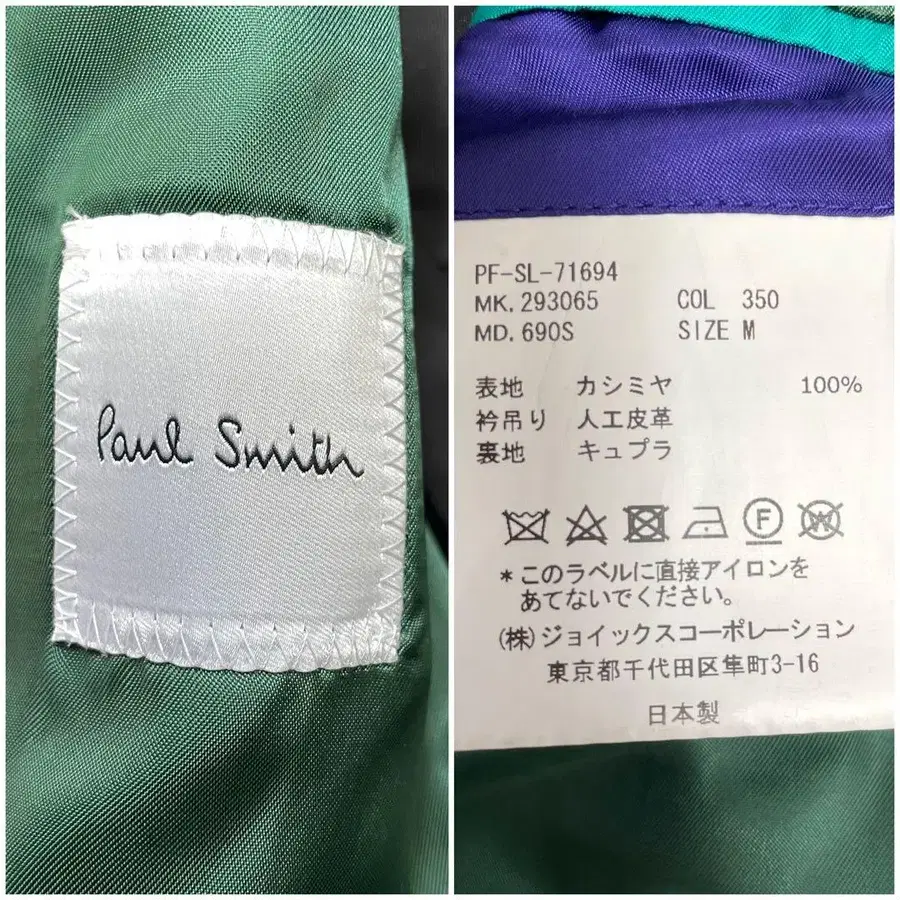 Paul Smith
PF-SL-71694
MK. 293065 COL 350
MD. 690S SIZE M
表地 カシミヤ 100%
衿吊り 人工皮革
裏地 キュプラ
F W
*このラベルに直接アイロンを
あてないでください。
(株)ジョイックスコーポレーション
東京都千代田区隼町3-16
日本製